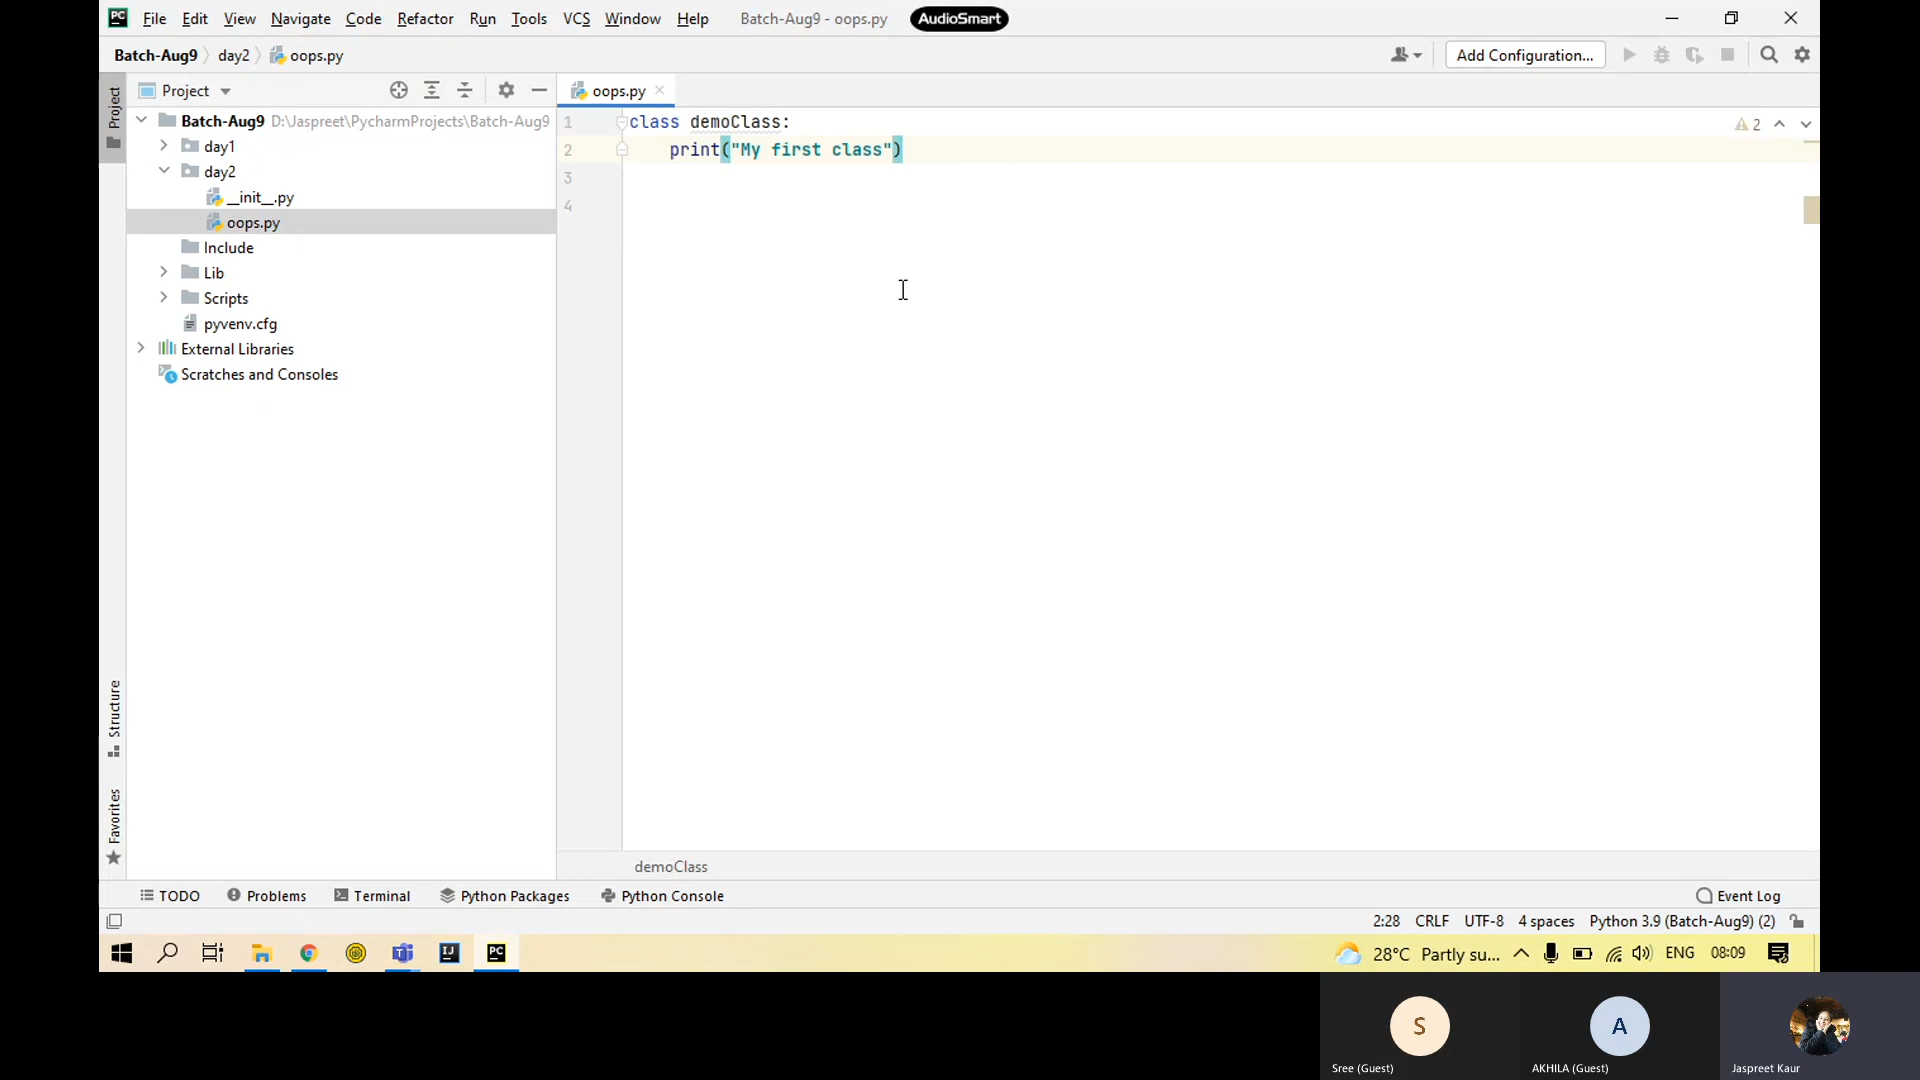 PC File Edit View Navigate Code Refactor Run Tools VCS Window Help Batch-Aug9 - oops.py AudioSmart
Batch-Aug9 day2 oops.py Add Configuration...
Project
Project
oops.py
Batch-Aug9 D:\Jaspreet\PycharmProjects\Batch-Aug9
day1
day2
__init__.py
oops.py
Include
Lib
Scripts
pyvenv.cfg
External Libraries
Scratches and Consoles
1 class demoClass:
2 print("My first class")
3
4
2
Structure
Favorites
demoClass
TODO Problems Terminal Python Packages Python Console Event Log
2:28 CRLF UTF-8 4 spaces Python 3.9 (Batch-Aug9) (2)
IJ PC 28°C Partly su... ENG 08:09
S
Sree (Guest)
A
AKHILA (Guest)
Jaspreet Kaur